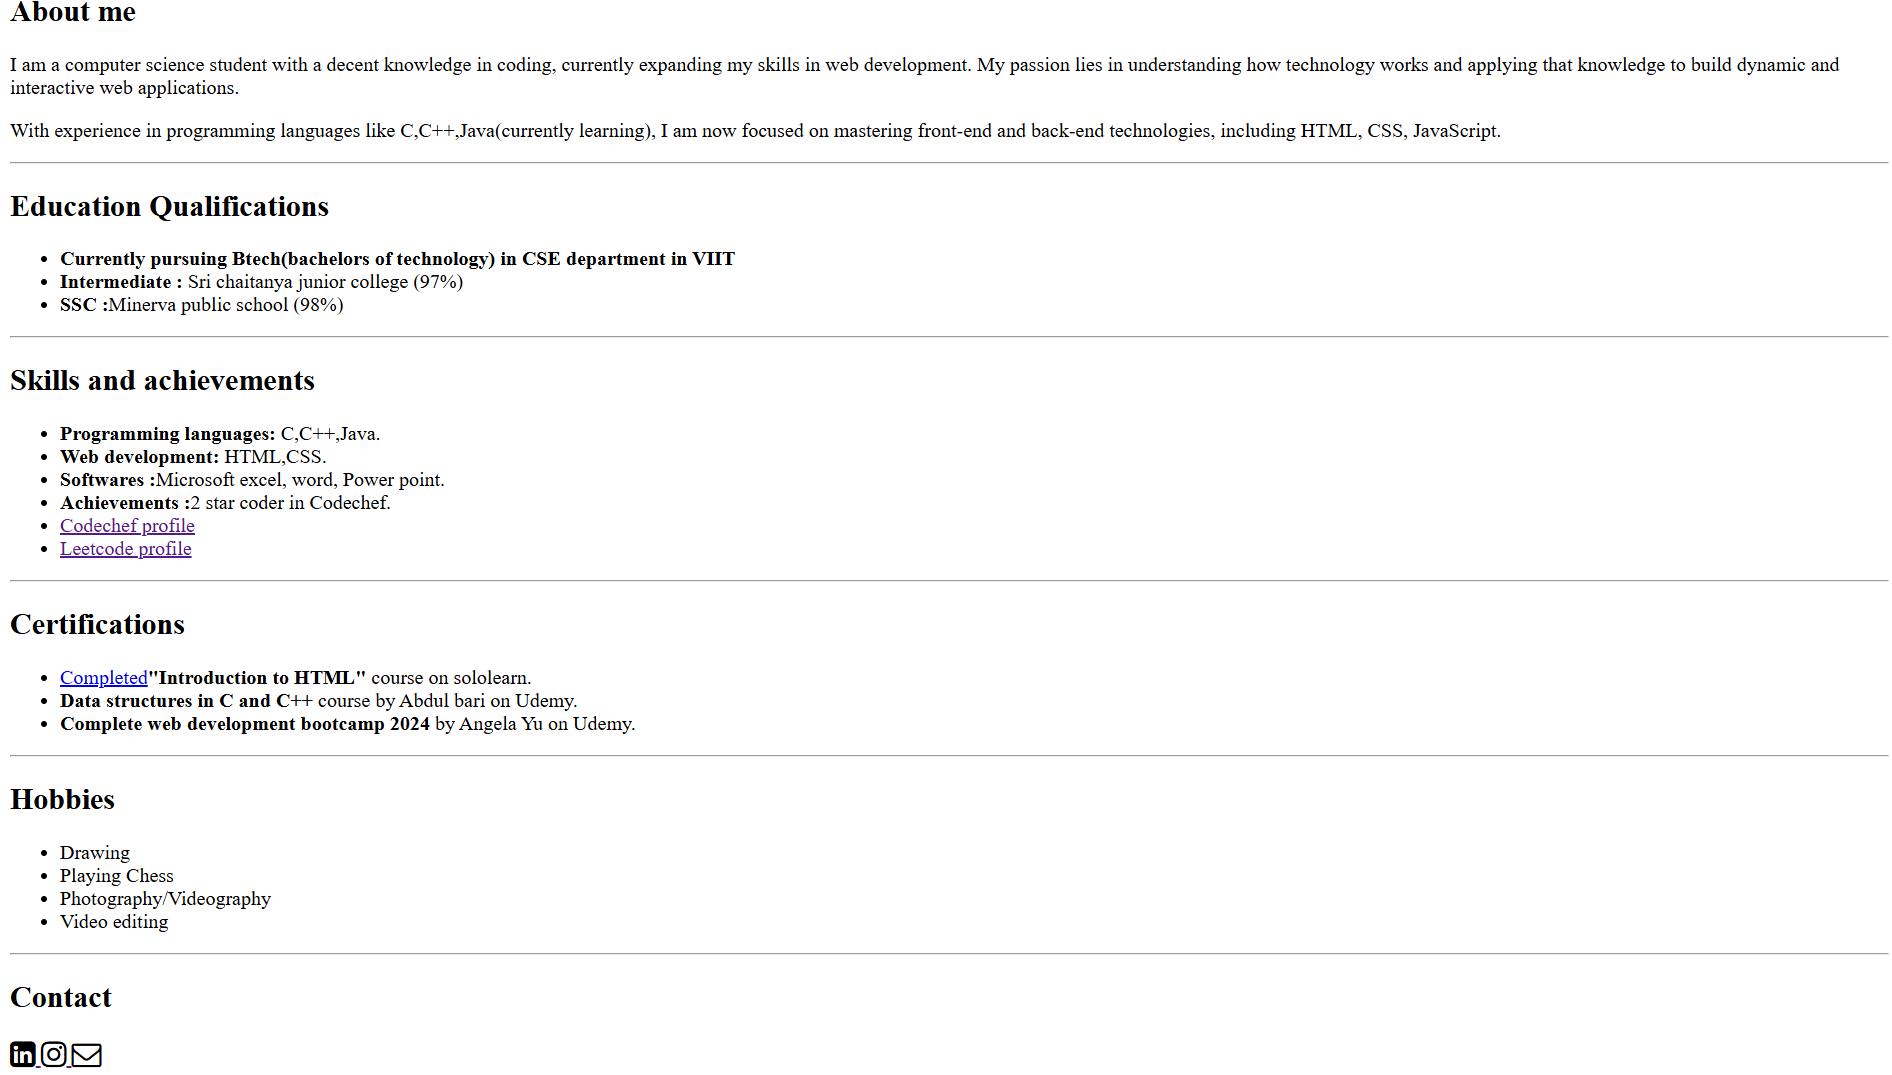 About me
I am a computer science student with a decent knowledge in coding, currently expanding my skills in web development. My passion lies in understanding how technology works and applying that knowledge to build dynamic and
interactive web applications.
With experience in programming languages like C,C++,Java(currently learning), I am now focused on mastering front-end and back-end technologies, including HTML, CSS, JavaScript.
Education Qualifications
• Currently pursuing Btech(bachelors of technology) in CSE department in VIIT
• Intermediate : Sri chaitanya junior college (97%)
• SSC :Minerva public school (98%)
Skills and achievements
• Programming languages: C,C++,Java.
• Web development: HTML,CSS.
• Softwares :Microsoft excel, word, Power point.
• Achievements :2 star coder in Codechef.
• Codechef profile
• Leetcode profile
Certifications
• Completed"Introduction to HTML" course on sololearn.
• Data structures in C and C++ course by Abdul bari on Udemy.
• Complete web development bootcamp 2024 by Angela Yu on Udemy.
Hobbies
• Drawing
• Playing Chess
• Photography/Videography
• Video editing
Contact
in